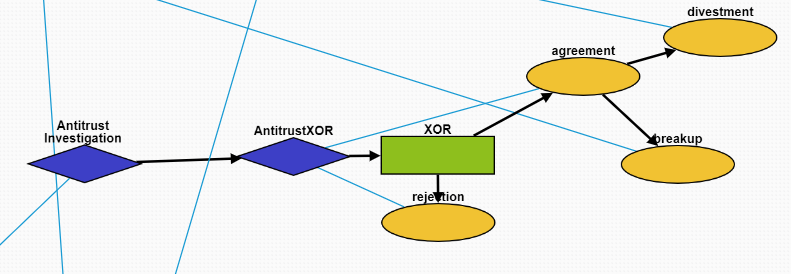 divestment
agreement
Antitrust
Investigation
AntitrustXOR
XOR
breakup
rejection